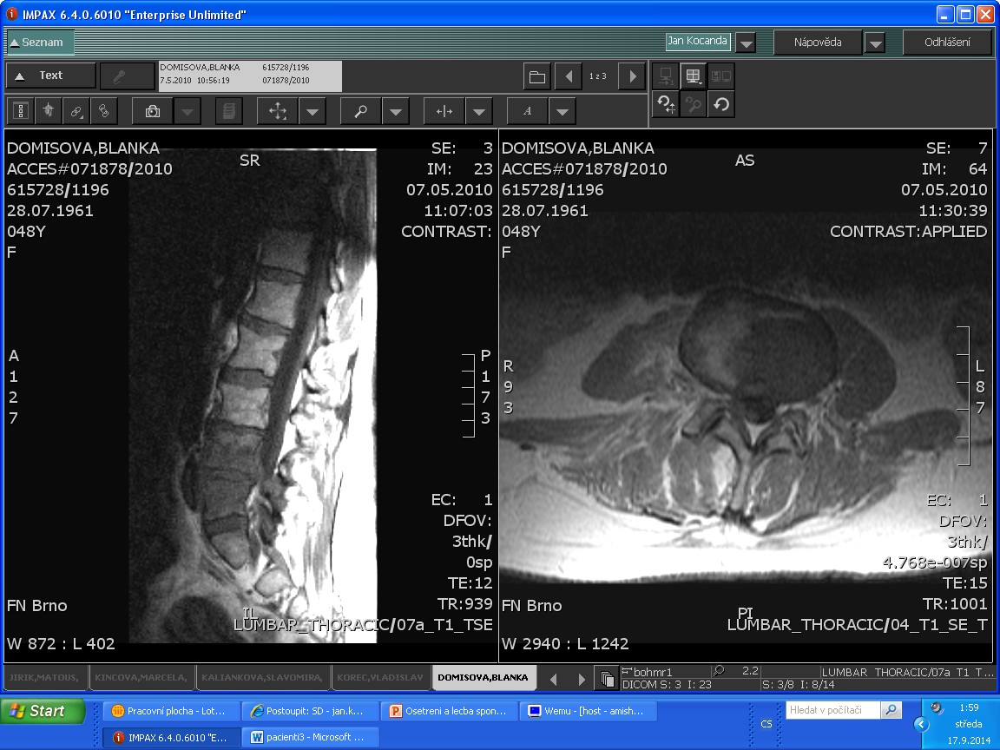 IMPAX 6.4.0.6010 "Enterprise Unlimited"
Seznam
Jan Kocanda
Nápověda
Odhlášení
Text
DOMISOVA,BLANKA 615728/1196
7.5.2010 10:56:19 071878/2010
1 z 3
A
DOMISOVA,BLANKA
ACCES#071878/2010
615728/1196
28.07.1961
048Y
F
SR
SE: 3
IM: 23
07.05.2010
11:07:03
CONTRAST:
A
1
2
7
P
1
7
3
EC: 1
DFOV:
3thk/
0sp
TE:12
TR:939
FN Brno
IL
LUMBAR_THORACIC/07a_T1_TSE
W 872 : L 402
DOMISOVA,BLANKA
ACCES#071878/2010
615728/1196
28.07.1961
048Y
F
AS
SE: 7
IM: 64
07.05.2010
11:30:39
CONTRAST:APPLIED
R
9
3
L
8
7
EC: 1
DFOV:
3thk/
4.768e-007sp
TE:15
TR:1001
FN Brno
PI
LUMBAR_THORACIC/04_T1_SE_T
W 2940 : L 1242
JIRIK,MATOUS,
KINCOVA,MARCELA,
KALIANKOVA,SLAVOMIRA,
KOREC,VLADISLAV
DOMISOVA,BLANKA
bohmr1 2.2 LUMBAR THORACIC/07a T1 T...
DICOM S: 3 I: 23 S: 3/8 I: 8/14
Start
Pracovní plocha - Lot...
Postoupit: SD - jan.k...
Osetreni a lecba spon...
Wemu - [host - amish...
IMPAX 6.4.0.6010 "E...
pacienti3 - Microsoft ...
CS
Hledat v počítači
1:59
středa
17.9.2014